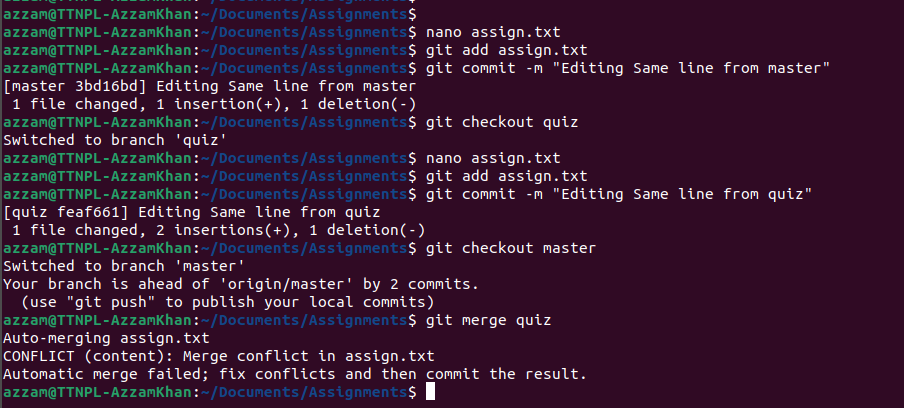 azzam@TTNPL-AzzamKhan:~/Documents/Assignments$
azzam@TTNPL-AzzamKhan:~/Documents/Assignments$
azzam@TTNPL-AzzamKhan:~/Documents/Assignments$ nano assign.txt
azzam@TTNPL-AzzamKhan:~/Documents/Assignments$ git add assign.txt
azzam@TTNPL-AzzamKhan:~/Documents/Assignments$ git commit -m "Editing Same line from master"
[master 3bd16bd] Editing Same line from master
 1 file changed, 1 insertion(+), 1 deletion(-)
azzam@TTNPL-AzzamKhan:~/Documents/Assignments$ git checkout quiz
Switched to branch 'quiz'
azzam@TTNPL-AzzamKhan:~/Documents/Assignments$ nano assign.txt
azzam@TTNPL-AzzamKhan:~/Documents/Assignments$ git add assign.txt
azzam@TTNPL-AzzamKhan:~/Documents/Assignments$ git commit -m "Editing Same line from quiz"
[quiz feaf661] Editing Same line from quiz
 1 file changed, 2 insertions(+), 1 deletion(-)
azzam@TTNPL-AzzamKhan:~/Documents/Assignments$ git checkout master
Switched to branch 'master'
Your branch is ahead of 'origin/master' by 2 commits.
  (use "git push" to publish your local commits)
azzam@TTNPL-AzzamKhan:~/Documents/Assignments$ git merge quiz
Auto-merging assign.txt
CONFLICT (content): Merge conflict in assign.txt
Automatic merge failed; fix conflicts and then commit the result.
azzam@TTNPL-AzzamKhan:~/Documents/Assignments$